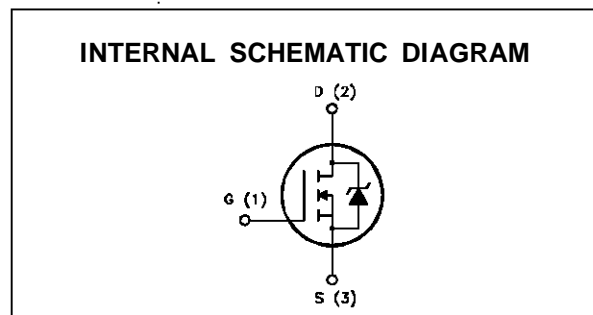 INTERNAL SCHEMATIC DIAGRAM
D (2)
G (1)
S (3)